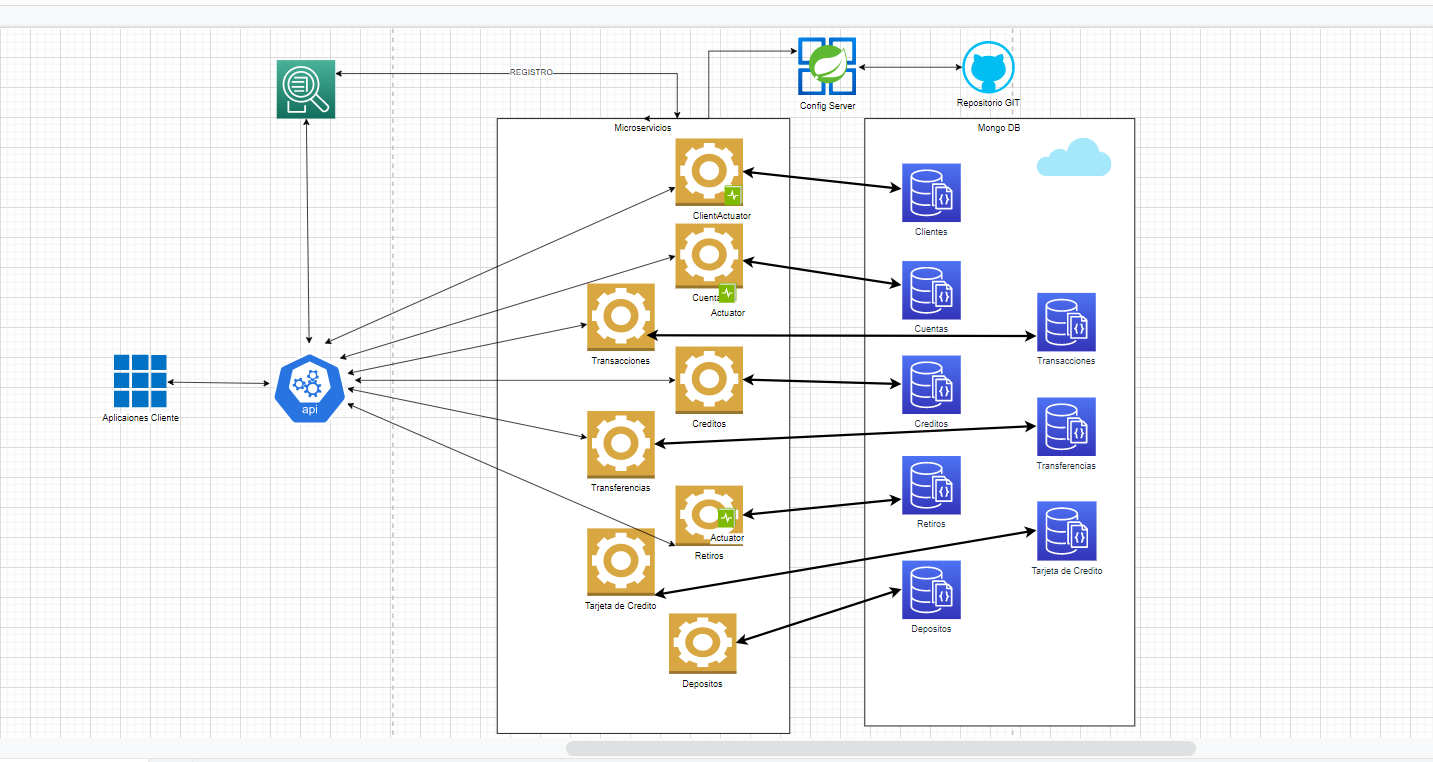 REGISTRO
Config Server
Repositorio GIT
Microservicios
Mongo DB
ClientActuator
Clientes
Cuenta
Actuator
Cuentas
Transacciones
Transacciones
api
Aplicaiones Cliente
Creditos
Creditos
Transferencias
Transferencias
Actuator
Retiros
Retiros
Tarjeta de Credito
Tarjeta de Credito
Depositos
Depositos